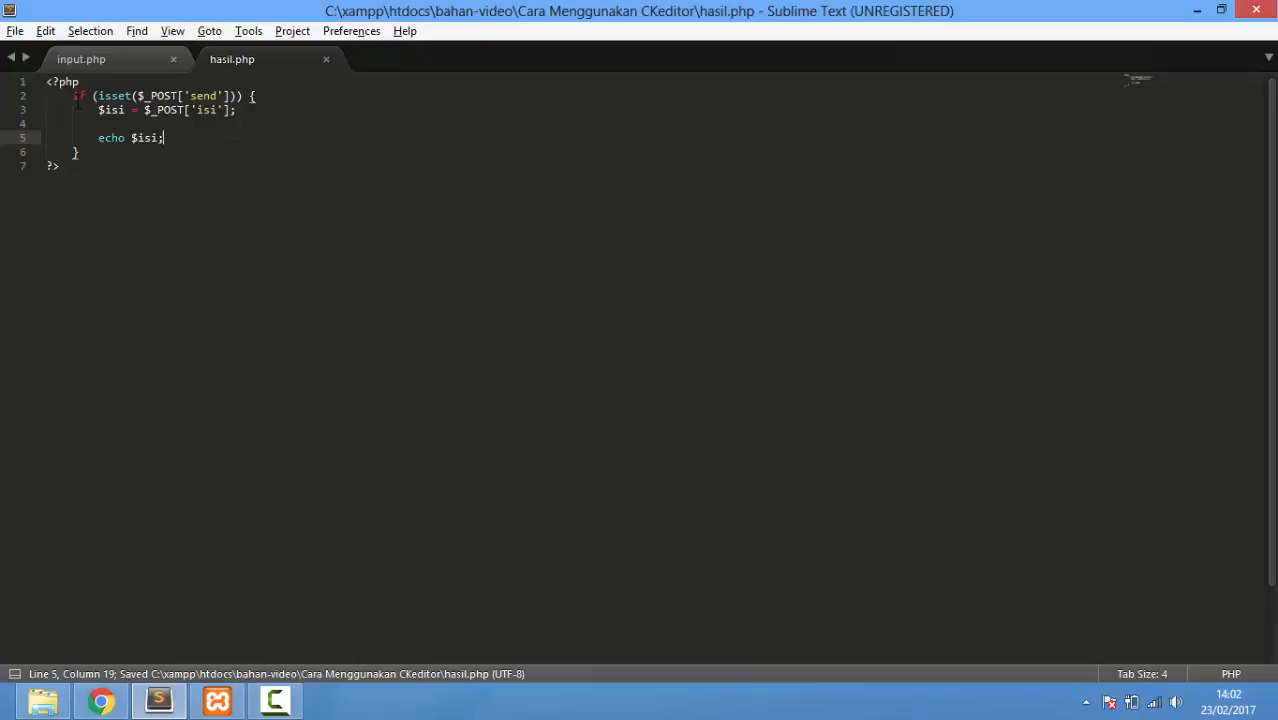 C:\xampp\htdocs\bahan-video\Cara Menggunakan CKeditor\hasil.php - Sublime Text (UNREGISTERED)
File Edit Selection Find View Goto Tools Project Preferences Help
input.php × hasil.php ×
1 <?php
2 if (isset($_POST['send'])) {
3 $isi = $_POST['isi'];
4
5 echo $isi;
6 }
7 ?>
Line 5, Column 19; Saved C:\xampp\htdocs\bahan-video\Cara Menggunakan CKeditor\hasil.php (UTF-8) Tab Size: 4 PHP
14:02
23/02/2017